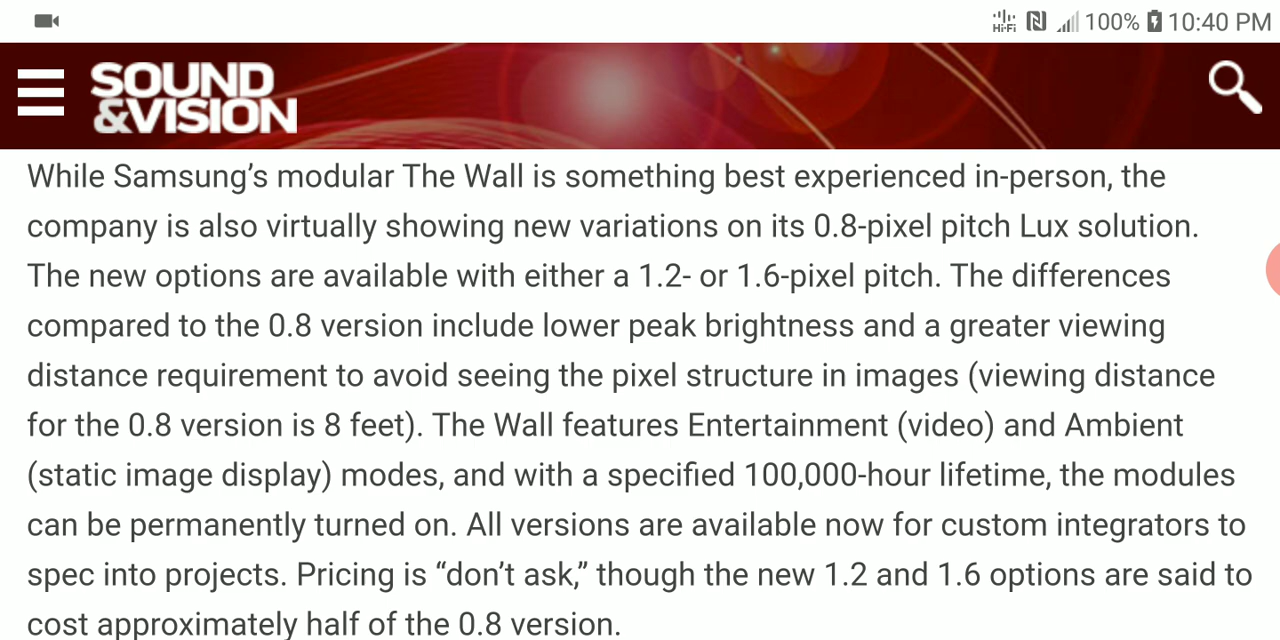 Hi-Fi 100% 10:40 PM
SOUND
&VISION
While Samsung’s modular The Wall is something best experienced in-person, the
company is also virtually showing new variations on its 0.8-pixel pitch Lux solution.
The new options are available with either a 1.2- or 1.6-pixel pitch. The differences
compared to the 0.8 version include lower peak brightness and a greater viewing
distance requirement to avoid seeing the pixel structure in images (viewing distance
for the 0.8 version is 8 feet). The Wall features Entertainment (video) and Ambient
(static image display) modes, and with a specified 100,000-hour lifetime, the modules
can be permanently turned on. All versions are available now for custom integrators to
spec into projects. Pricing is “don’t ask,” though the new 1.2 and 1.6 options are said to
cost approximately half of the 0.8 version.